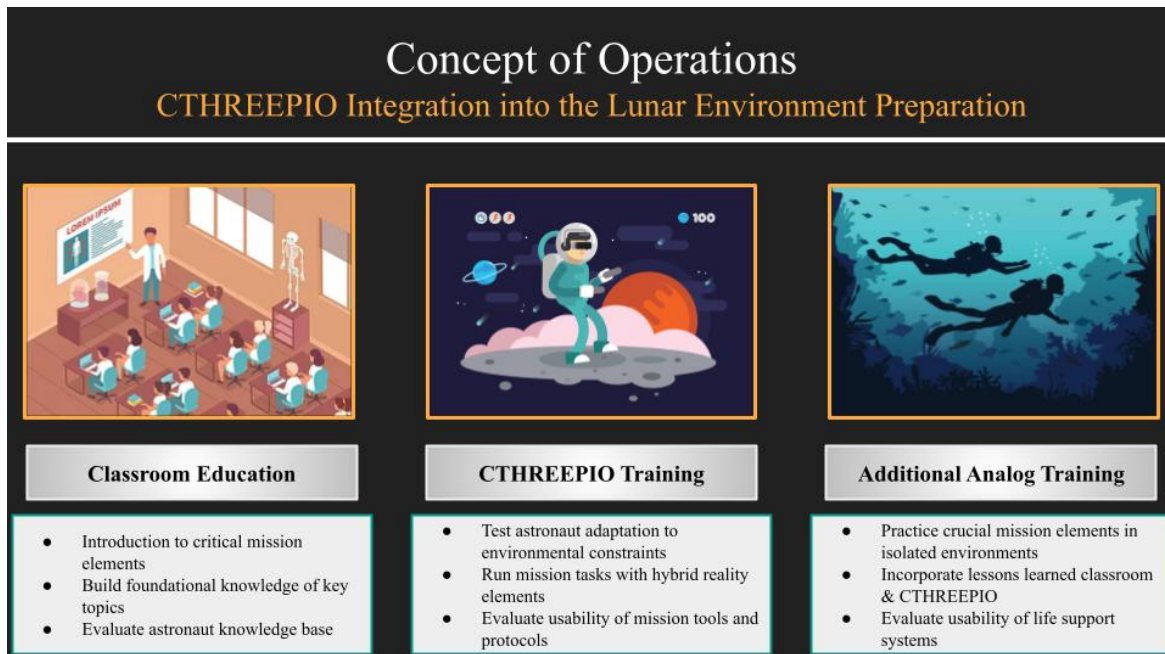 Concept of Operations
CTHREEPIO Integration into the Lunar Environment Preparation
LOREM IPSUM
100
Classroom Education
CTHREEPIO Training
Additional Analog Training
● Introduction to critical mission
elements
● Build foundational knowledge of key
topics
● Evaluate astronaut knowledge base
● Test astronaut adaptation to
environmental constraints
● Run mission tasks with hybrid reality
elements
● Evaluate usability of mission tools and
protocols
● Practice crucial mission elements in
isolated environments
● Incorporate lessons learned classroom
& CTHREEPIO
● Evaluate usability of life support
systems